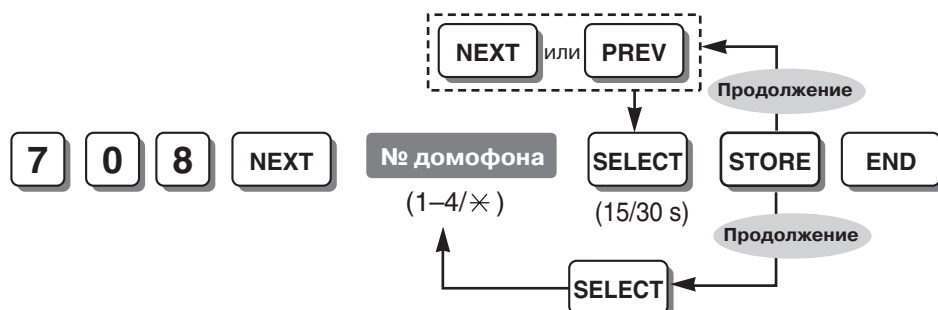 NEXT или PREV
Продолжение
7 0 8 NEXT № домофона SELECT STORE END
(1–4/✳) (15/30 s)
Продолжение
SELECT